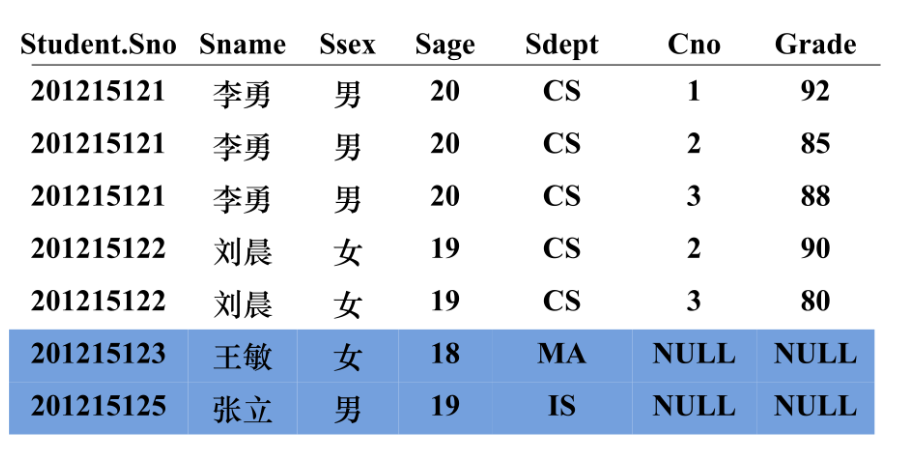 Student.Sno Sname Ssex Sage Sdept Cno Grade
201215121 李勇 男 20 CS 1 92
201215121 李勇 男 20 CS 2 85
201215121 李勇 男 20 CS 3 88
201215122 刘晨 女 19 CS 2 90
201215122 刘晨 女 19 CS 3 80
201215123 王敏 女 18 MA NULL NULL
201215125 张立 男 19 IS NULL NULL